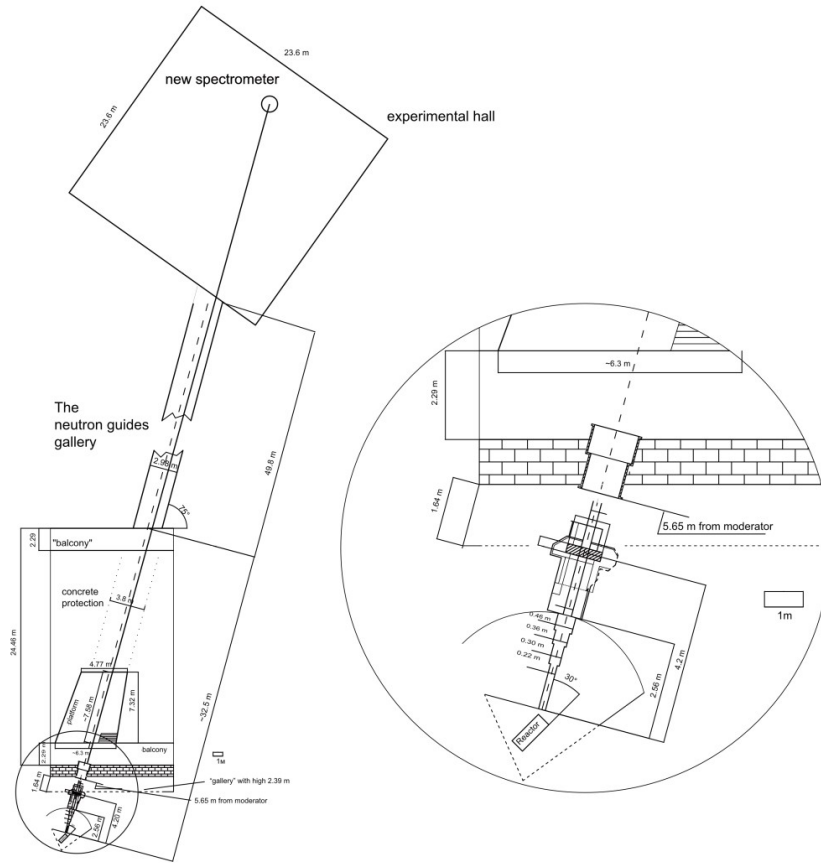 23.6 m
new spectrometer
23.6 m
experimental hall
The
neutron guides
gallery
2.98 m
49.8 m
75°
2.29
"balcony"
concrete
protection
3.8 m
24.46 m
4.77 m
platform
~7.58 m
7.32 m
~32.5 m
2.29 m
~6.3 m
balcony
1м
1.64 m
"gallery" with high 2.39 m
5.65 m from moderator
2.56 m
4.20 m
~6.3 m
2.29 m
1.64 m
5.65 m from moderator
0.46 m
0.36 m
0.30 m
0.22 m
30°
Reactor
2.56 m
4.2 m
1m